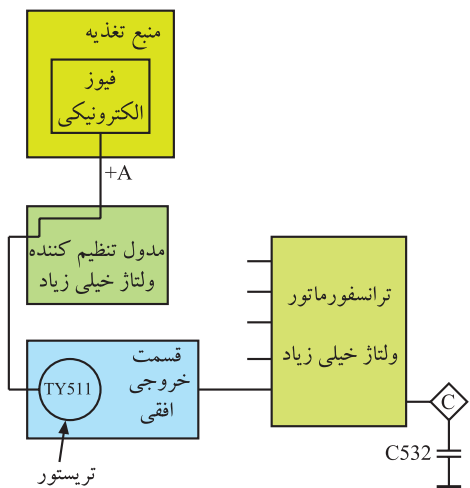 منبع تغذیه
فیوز
الکترونیکی
+A
مدول تنظیم کننده
ولتاژ خیلی زیاد
ترانسفورماتور
ولتاژ خیلی زیاد
قسمت
خروجی
افقی
TY511
تریستور
C
C532